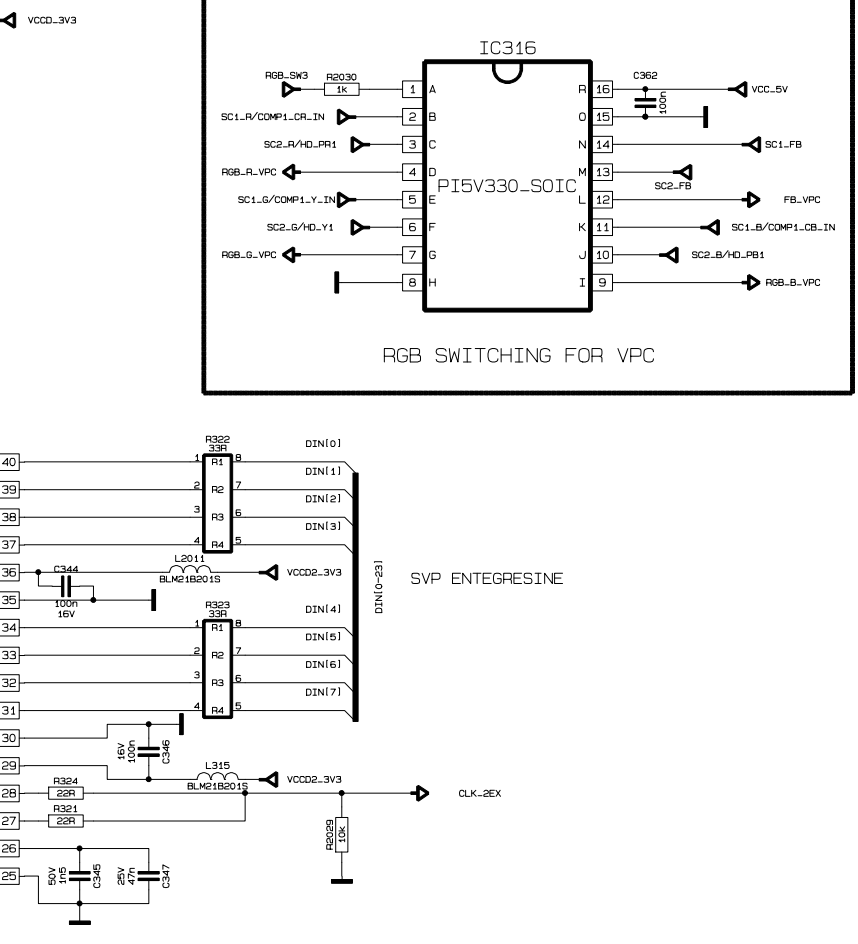 VCCD_3V3
IC316
RGB_SW3 R2030 1k 1 A
SC1_R/COMP1_CR_IN 2 B
SC2_R/HD_PR1 3 C
RGB_R_VPC 4 D
SC1_G/COMP1_Y_IN 5 E
SC2_G/HD_Y1 6 F
RGB_G_VPC 7 G
8 H
PI5V330_SOIC
R 16 C362 100n VCC_5V
O 15
N 14 SC1_FB
M 13 SC2_FB
L 12 FB_VPC
K 11 SC1_B/COMP1_CB_IN
J 10 SC2_B/HD_PB1
I 9 RGB_B_VPC
RGB SWITCHING FOR VPC
R322
33R
40 1 R1 8 DIN[0]
39 2 R2 7 DIN[1]
38 3 R3 6 DIN[2]
37 4 R4 5 DIN[3]
36 C344 L2011 VCCD2_3V3
BLM21B201S
35 100n
16V
DIN[0-23]
SVP ENTEGRESINE
R323
33R
34 1 R1 8 DIN[4]
33 2 R2 7 DIN[5]
32 3 R3 6 DIN[6]
31 4 R4 5 DIN[7]
30
16V
100n
C346
29 L315 VCCD2_3V3
BLM21B201S
28 R324 22R CLK_2EX
27 R321 22R
R2029
10k
26
25
50V
1n5
C345
25V
47n
C347